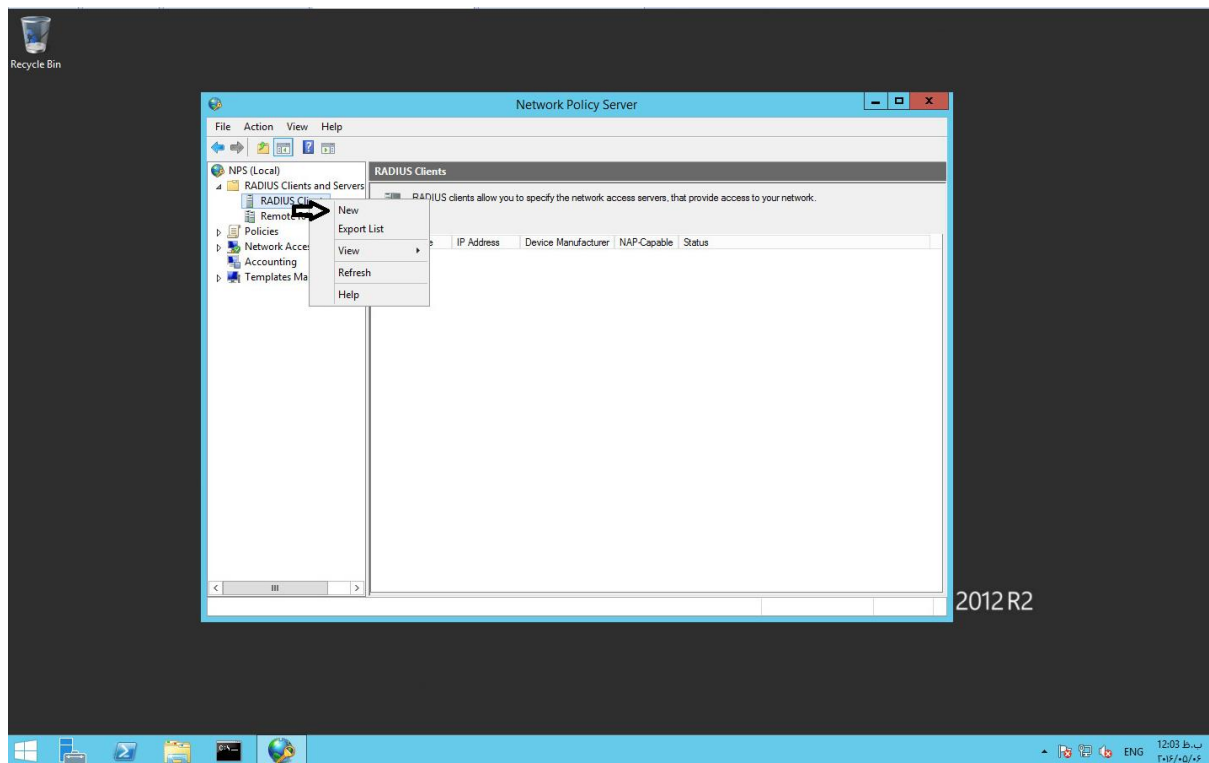 Recycle Bin
Network Policy Server
File Action View Help
NPS (Local)
RADIUS Clients and Servers
RADIUS
Remote
Policies
Network
Accounting
Templates
New
Export List
View
Refresh
Help
RADIUS Clients
RADIUS clients allow you to specify the network access servers, that provide access to your network.
IP Address Device Manufacturer NAP-Capable Status
2012 R2
ENG
12:03 ب.ظ
۲۰۱۶/۰۵/۰۶